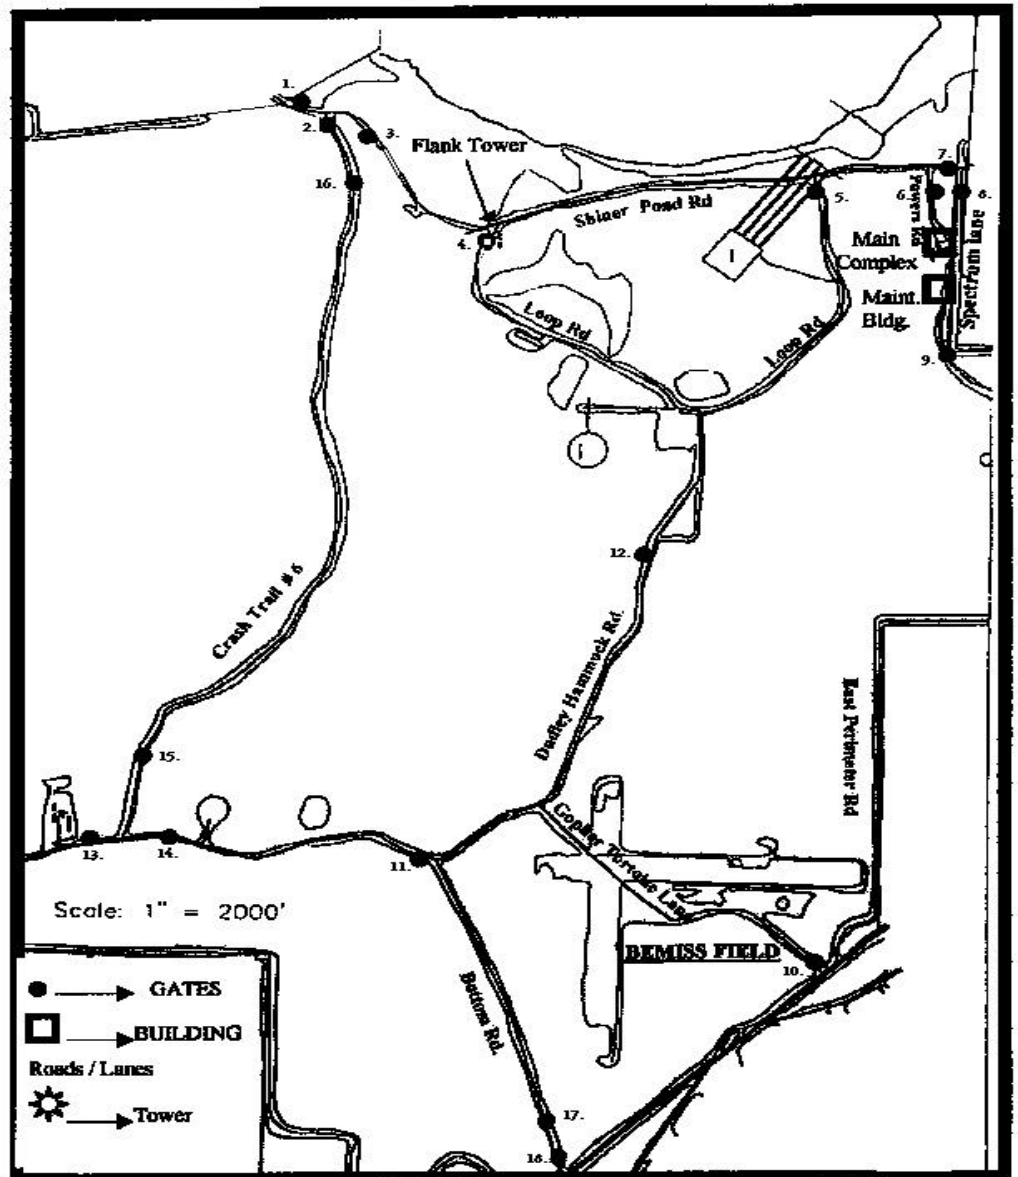 1.
2.
3.
Flank Tower
16.
4.
Shiner Pond Rd
5.
7.
6.
8.
Powers Rd
Main
Complex
Maint.
Bldg.
Spectrum lane
9.
Loop Rd
Loop Rd
12.
Crash Trail # 6
Dudley Hammock Rd.
East Perimeter Rd
15.
13.
14.
11.
Gopher Tortoise Lane
Scale: 1" = 2000'
BEMISS FIELD
10.
Bottom Rd.
GATES
BUILDING
Roads / Lanes
Tower
17.
18.